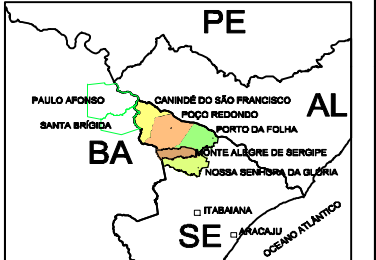 PE
PAULO AFONSO
CANINDÉ DO SÃO FRANCISCO
AL
POÇO REDONDO
SANTA BRÍGIDA
PORTO DA FOLHA
BA
MONTE ALEGRE DE SERGIPE
NOSSA SENHORA DA GLÓRIA
ITABAIANA
SE
ARACAJU
OCEANO ATLÂNTICO